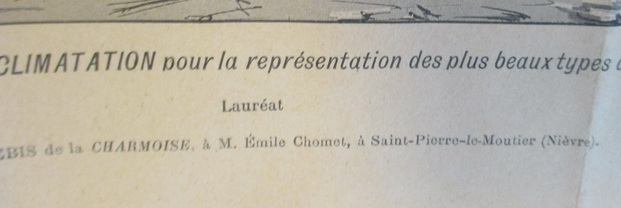 CLIMATATION pour la représentation des plus beaux types
Lauréat
EBIS de la CHARMOISE, à M. Émile Chomet, à Saint-Pierre-le-Moutier (Nièvre).